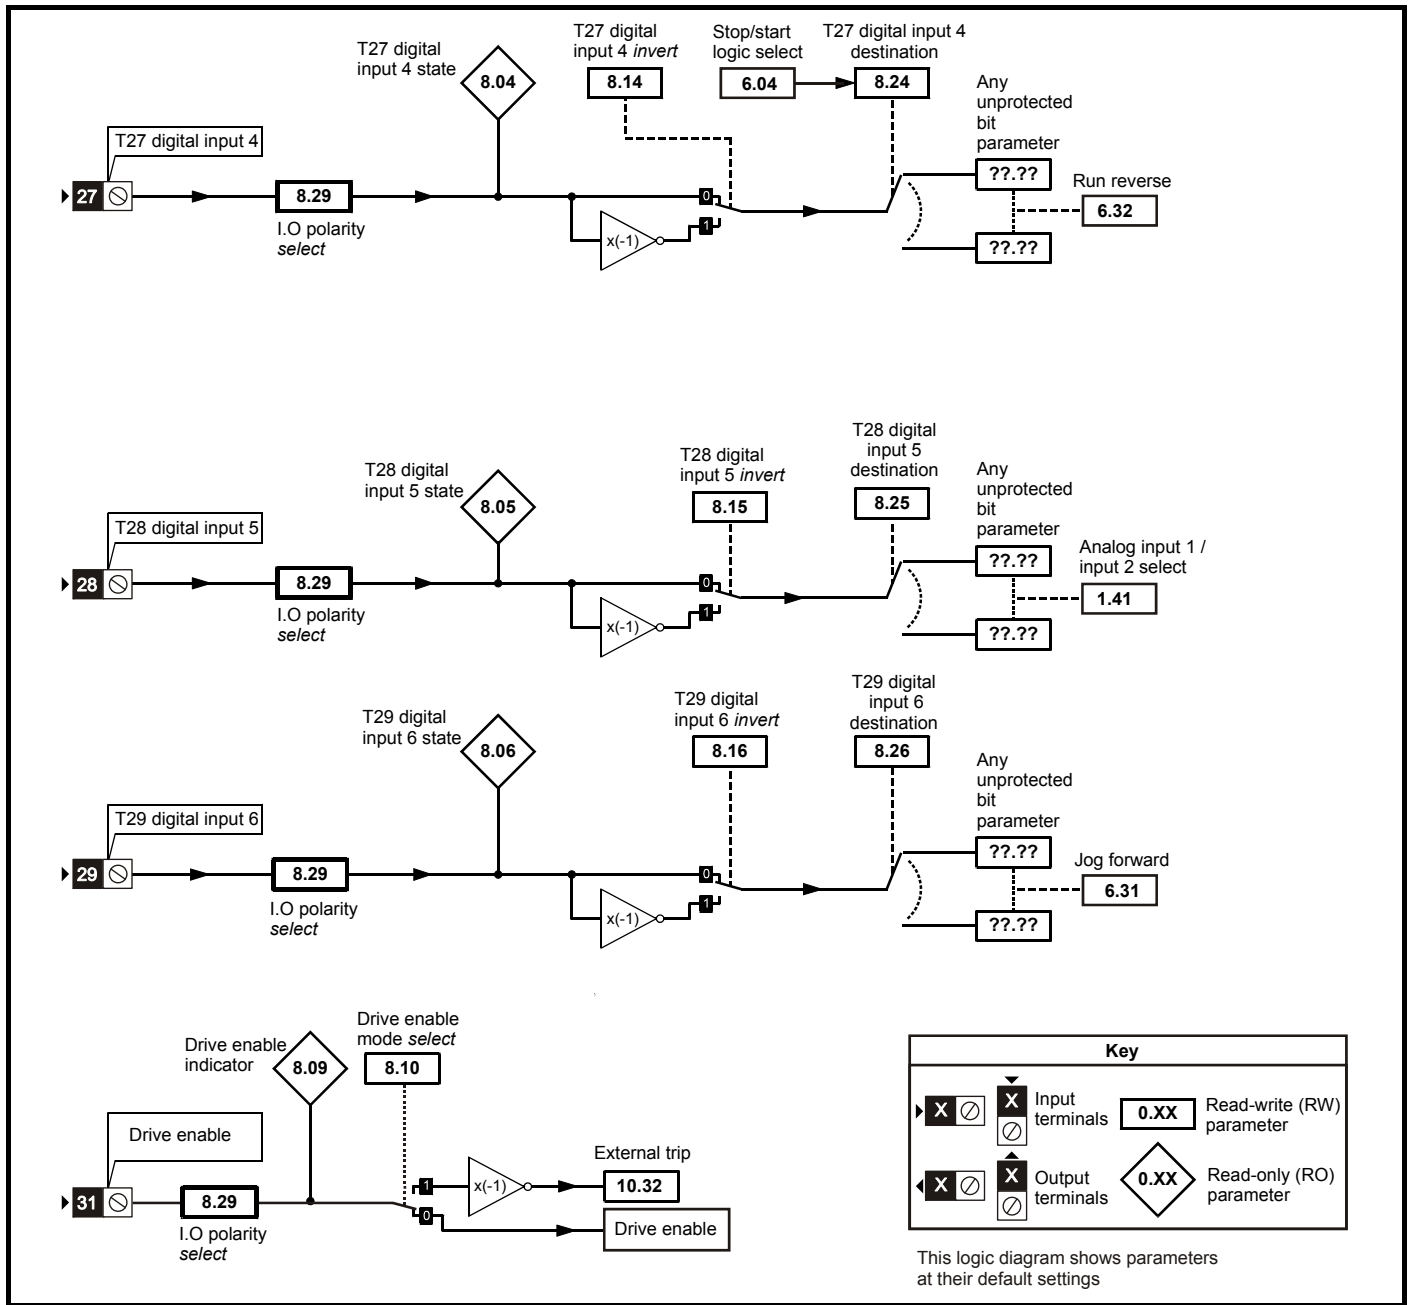 T27 digital
input 4 state
8.04
T27 digital
input 4 invert
8.14
Stop/start
logic select
6.04
T27 digital input 4
destination
8.24
Any
unprotected
bit
parameter
T27 digital input 4
27
8.29
I.O polarity
select
0
1
x(-1)
??.??
??.??
Run reverse
6.32
T28 digital
input 5 state
8.05
T28 digital
input 5 invert
8.15
T28 digital
input 5
destination
8.25
Any
unprotected
bit
parameter
T28 digital input 5
28
8.29
I.O polarity
select
0
1
x(-1)
??.??
??.??
Analog input 1 /
input 2 select
1.41
T29 digital
input 6 state
8.06
T29 digital
input 6 invert
8.16
T29 digital
input 6
destination
8.26
Any
unprotected
bit
parameter
T29 digital input 6
29
8.29
I.O polarity
select
0
1
x(-1)
??.??
??.??
Jog forward
6.31
Drive enable
indicator
8.09
Drive enable
mode select
8.10
Drive enable
31
8.29
I.O polarity
select
1
0
x(-1)
External trip
10.32
Drive enable
Key
X
X
Input
terminals
0.XX
Read-write (RW)
parameter
X
X
Output
terminals
0.XX
Read-only (RO)
parameter
This logic diagram shows parameters
at their default settings